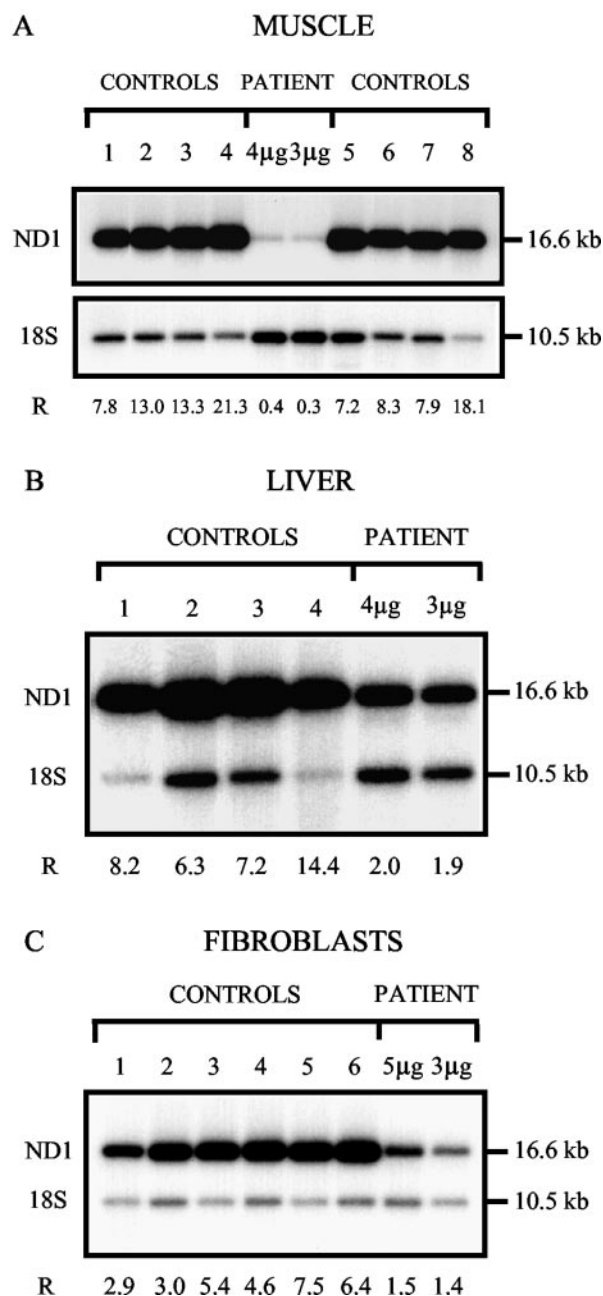 A MUSCLE
CONTROLS PATIENT CONTROLS
1 2 3 4 4µg 3µg 5 6 7 8
ND1 16.6 kb
18S 10.5 kb
R 7.8 13.0 13.3 21.3 0.4 0.3 7.2 8.3 7.9 18.1
B LIVER
CONTROLS PATIENT
1 2 3 4 4µg 3µg
ND1 16.6 kb
18S 10.5 kb
R 8.2 6.3 7.2 14.4 2.0 1.9
C FIBROBLASTS
CONTROLS PATIENT
1 2 3 4 5 6 5µg 3µg
ND1 16.6 kb
18S 10.5 kb
R 2.9 3.0 5.4 4.6 7.5 6.4 1.5 1.4